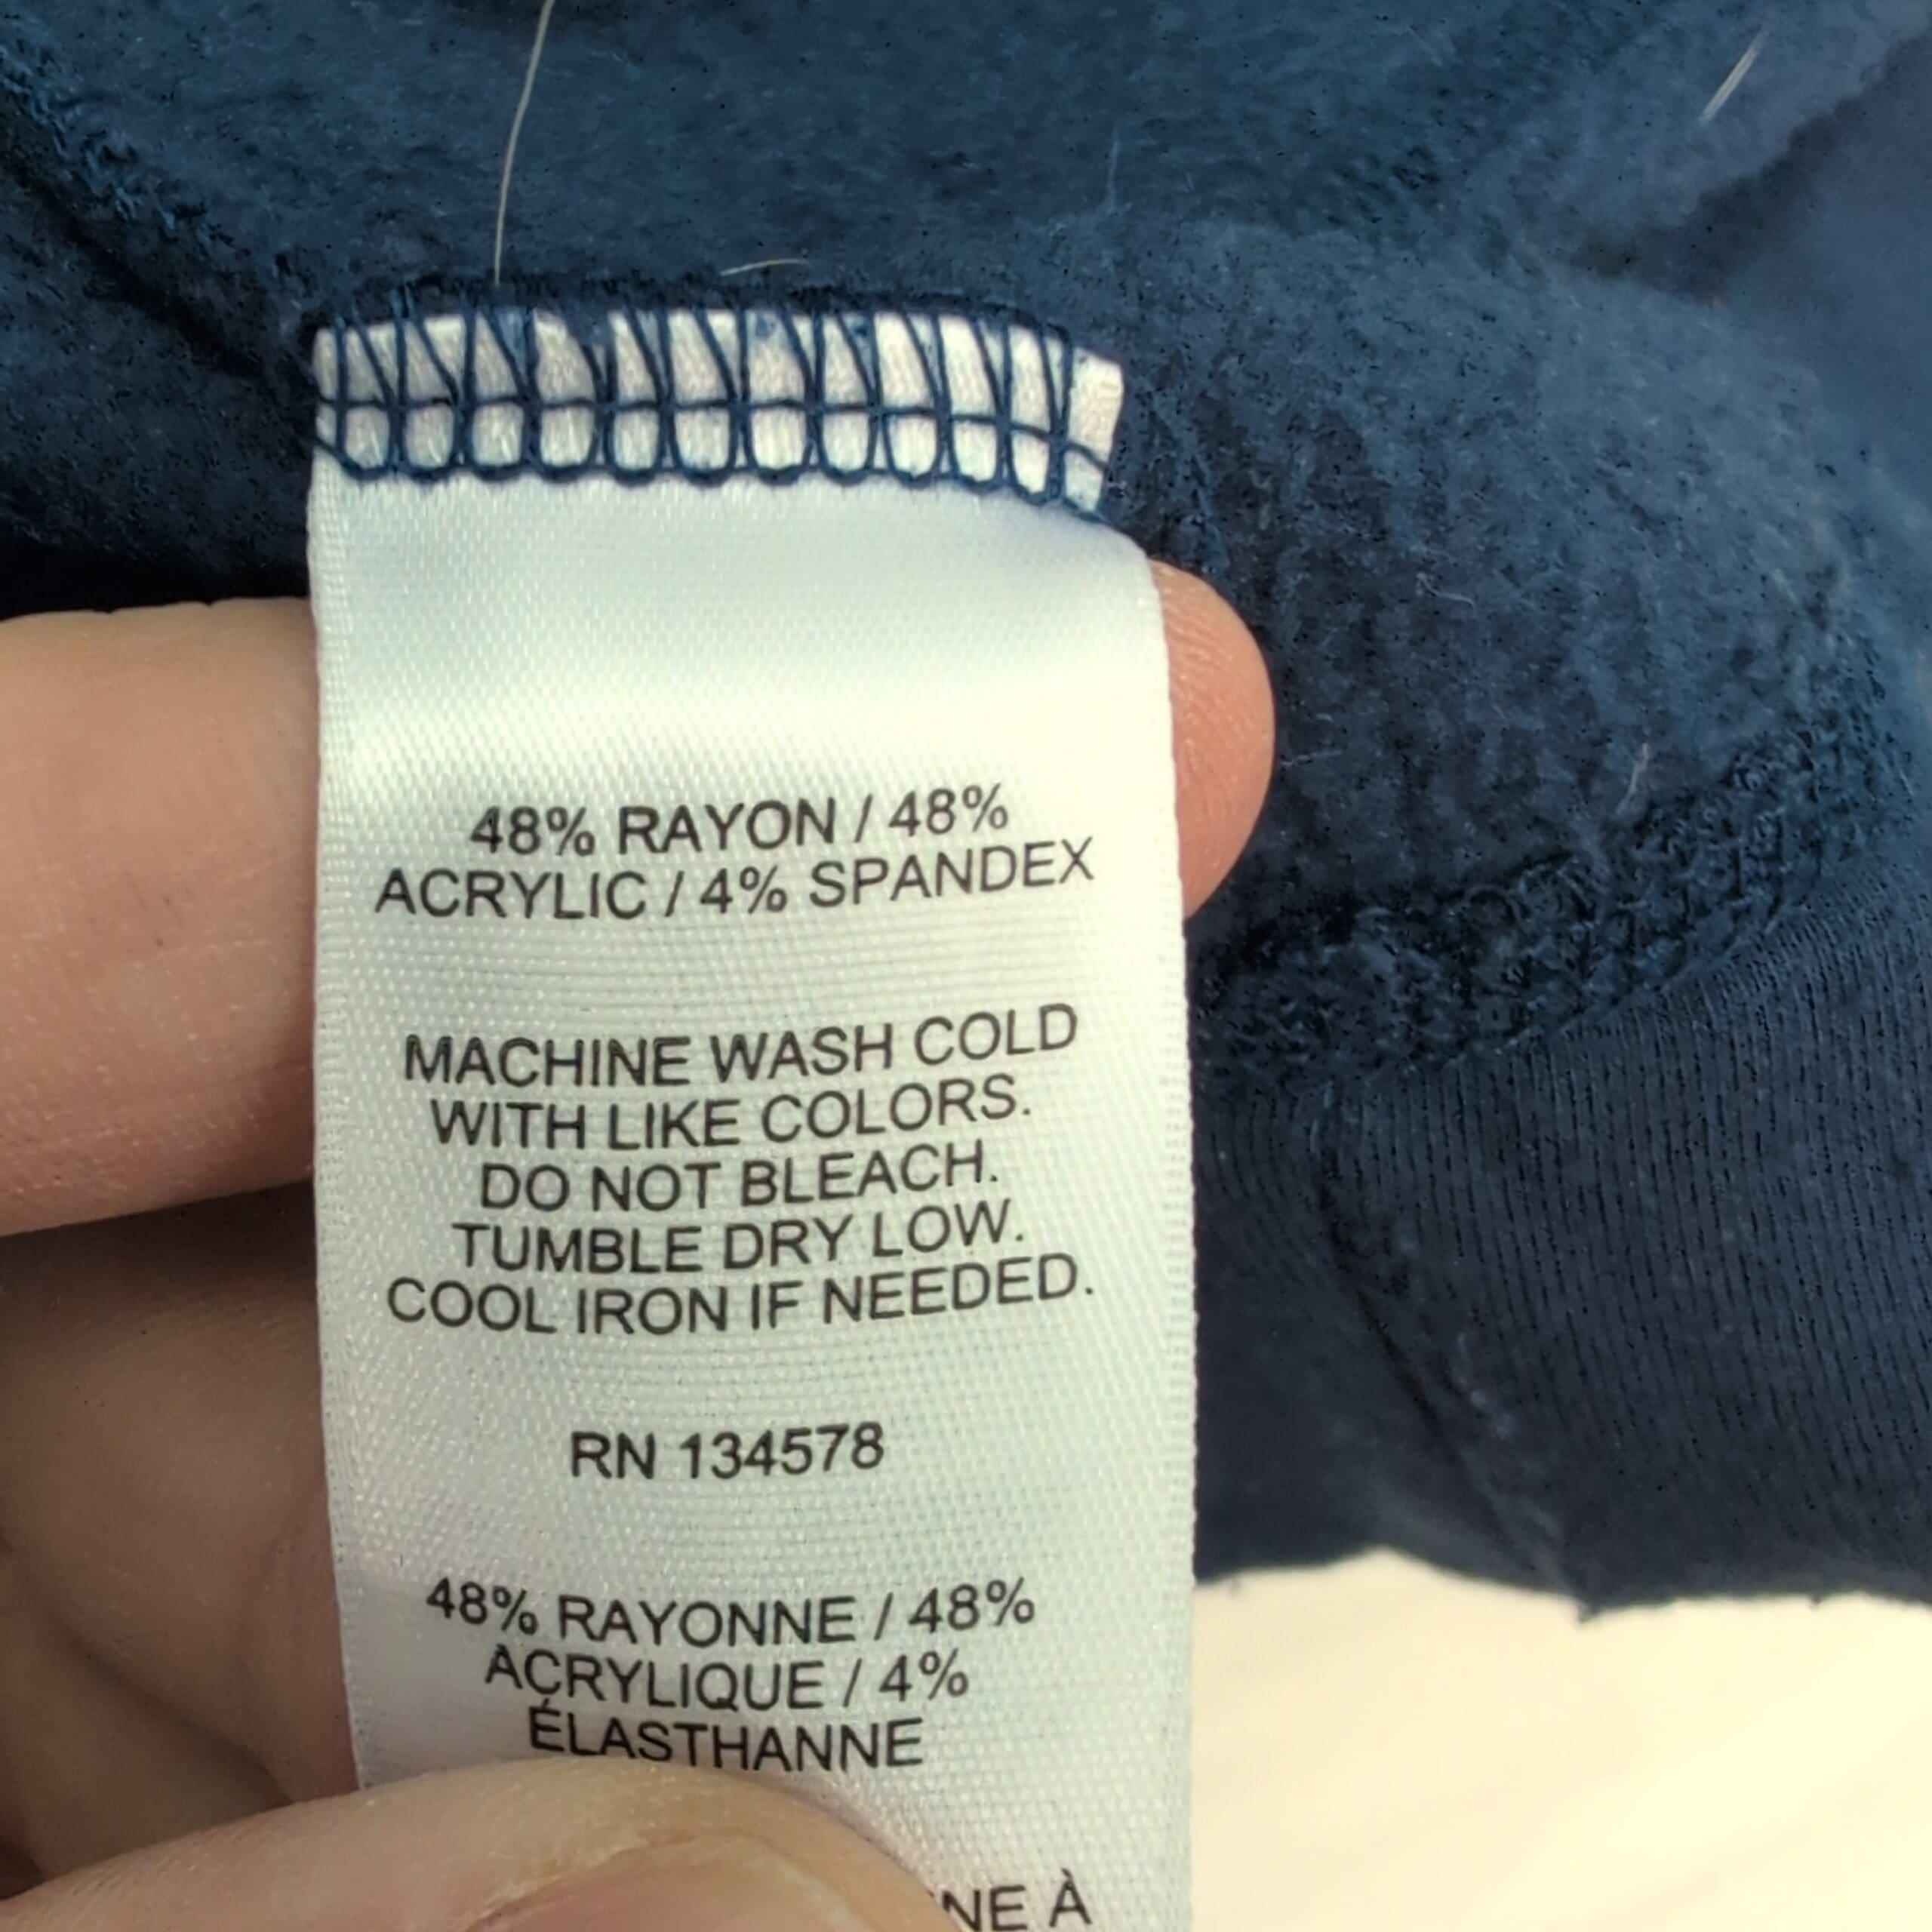 48% RAYON / 48%
ACRYLIC / 4% SPANDEX
MACHINE WASH COLD
WITH LIKE COLORS.
DO NOT BLEACH.
TUMBLE DRY LOW.
COOL IRON IF NEEDED.
RN 134578
48% RAYONNE / 48%
ACRYLIQUE / 4%
ÉLASTHANNE
À